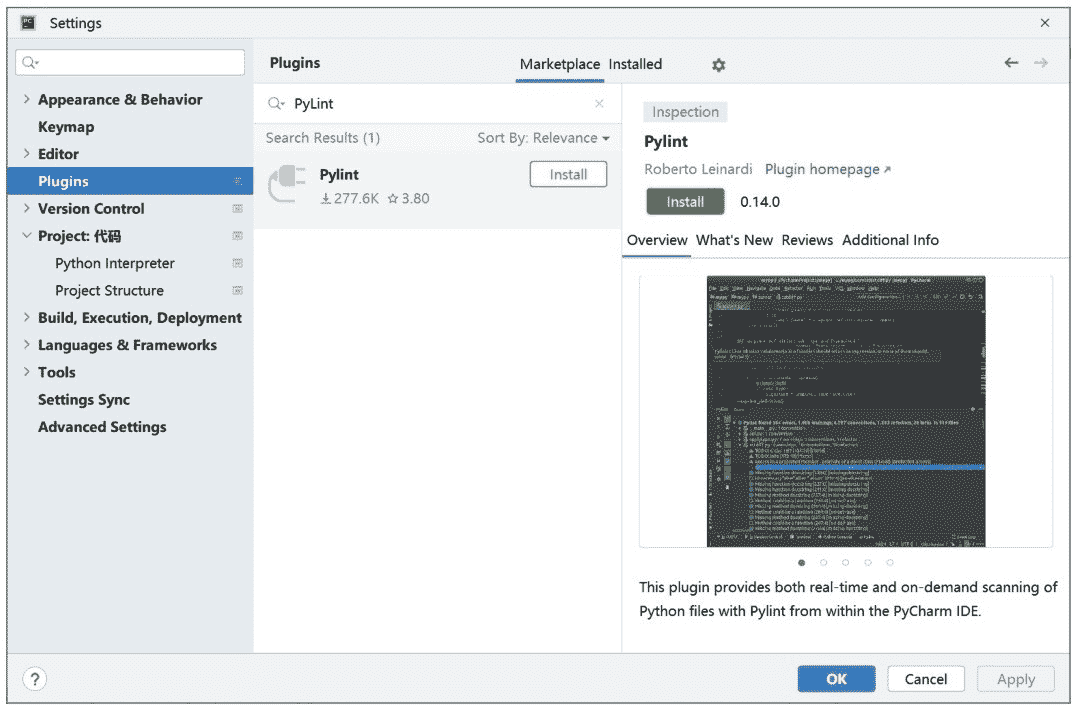 PC
Settings
Appearance & Behavior
Keymap
Editor
Plugins
Version Control
Project: 代码
Python Interpreter
Project Structure
Build, Execution, Deployment
Languages & Frameworks
Tools
Settings Sync
Advanced Settings
Plugins
Marketplace Installed
PyLint
Search Results (1) Sort By: Relevance
Pylint Install
277.6K 3.80
Inspection
Pylint
Roberto Leinardi Plugin homepage
Install 0.14.0
Overview What's New Reviews Additional Info
This plugin provides both real-time and on-demand scanning of
Python files with Pylint from within the PyCharm IDE.
?
OK Cancel Apply